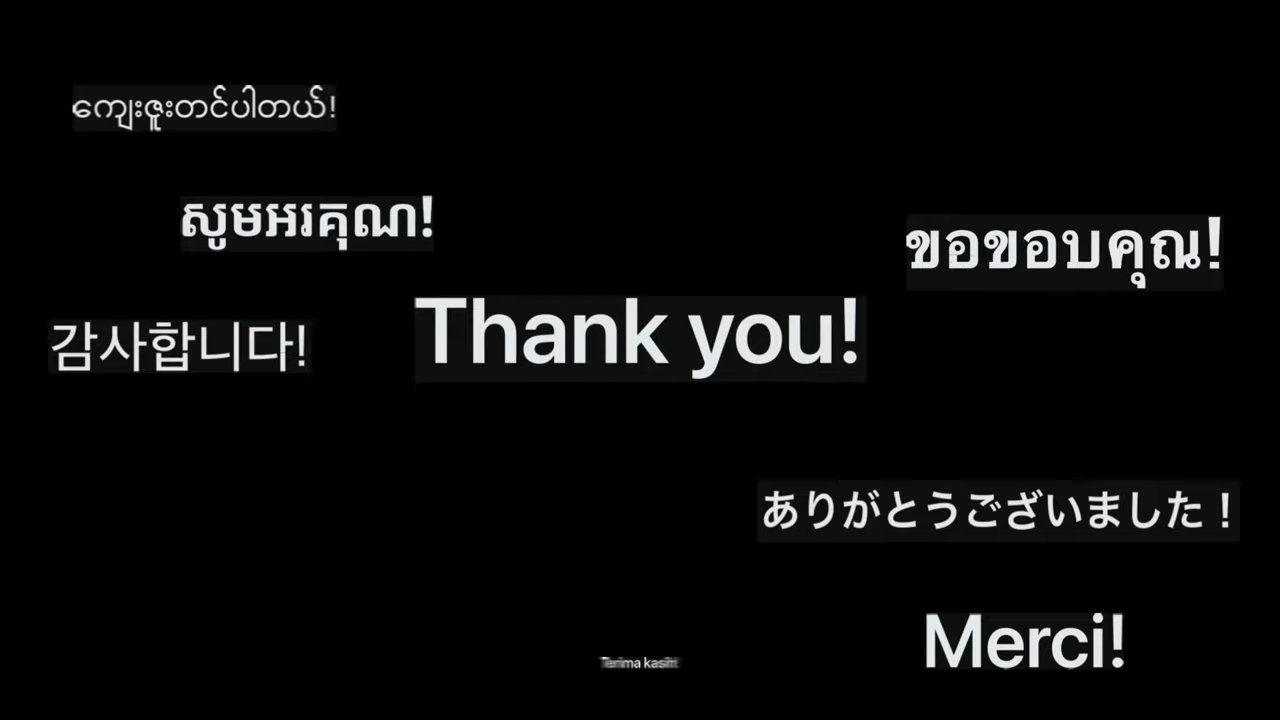 ကျေးဇူးတင်ပါတယ်!
សូមអរគុណ!
ขอขอบคุณ!
Thank you!
감사합니다!
ありがとうございました！
Merci!
Terima kasih!